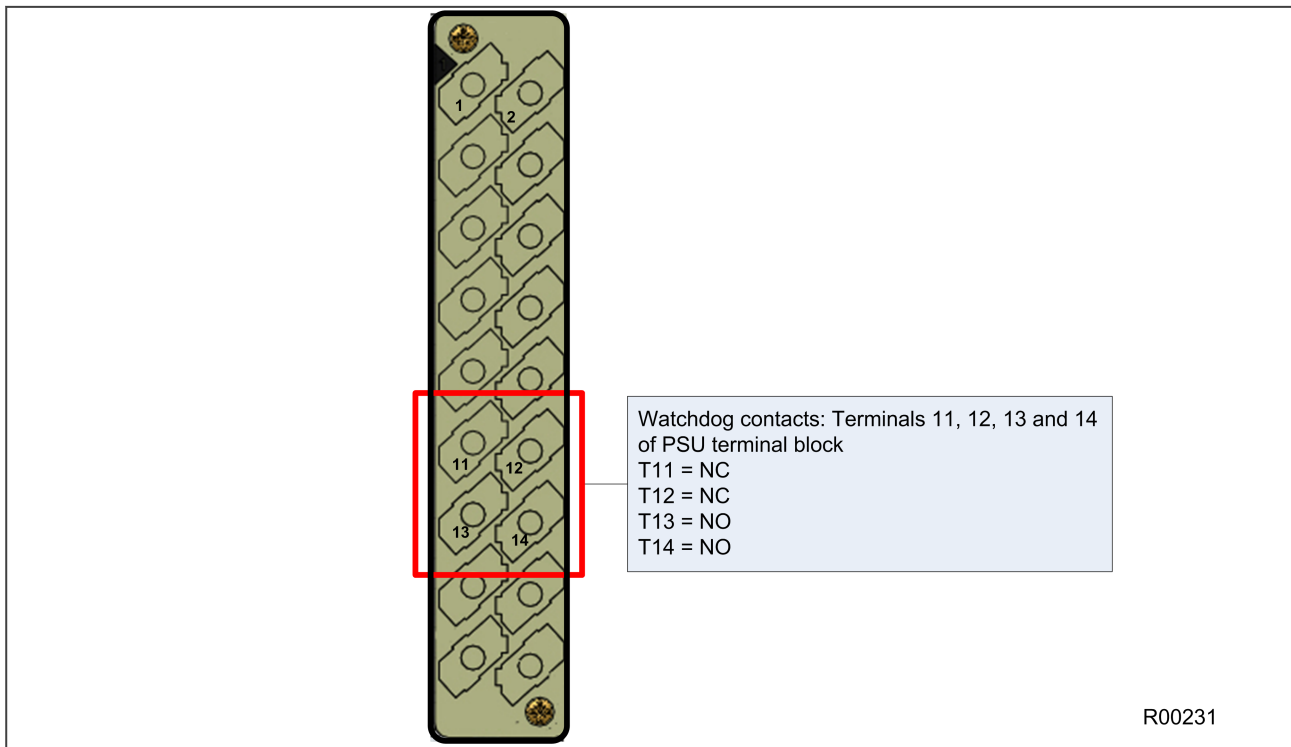 1
2
11
12
13
14
Watchdog contacts: Terminals 11, 12, 13 and 14
of PSU terminal block
T11 = NC
T12 = NC
T13 = NO
T14 = NO
R00231